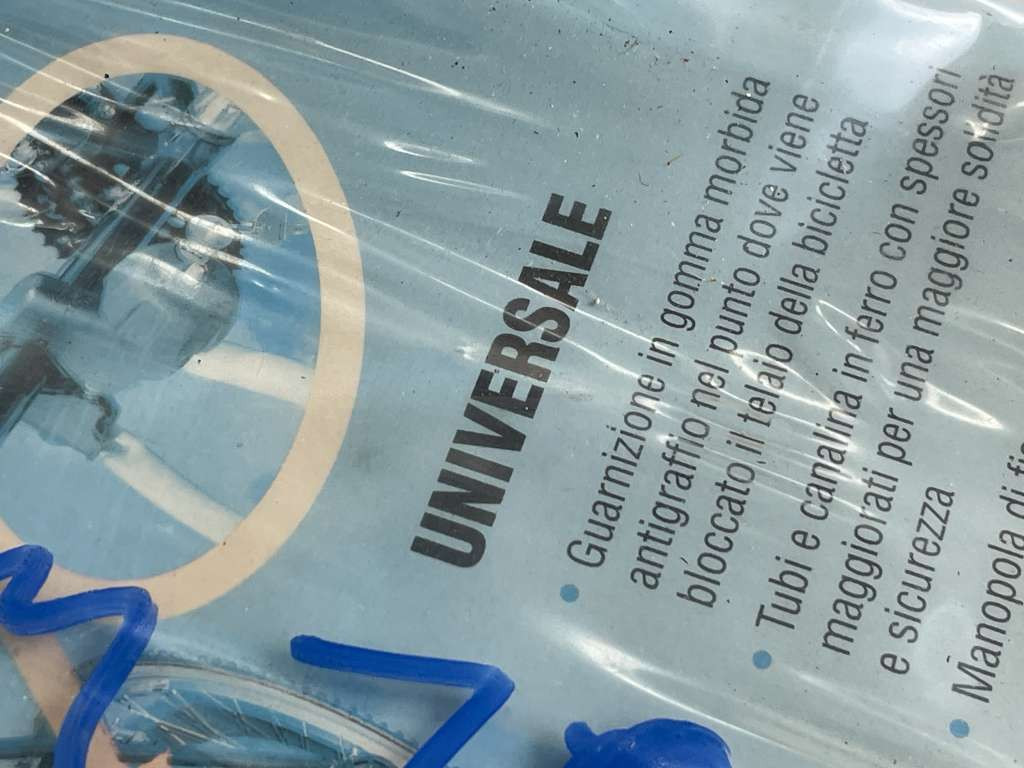 UNIVERSALE
• Guarnizione in gomma morbida
antigraffio nel punto dove viene
bloccato il telaio della bicicletta
• Tubi e canalina in ferro con spessori
maggiorati per una maggiore solidità
e sicurezza
• Manopola di